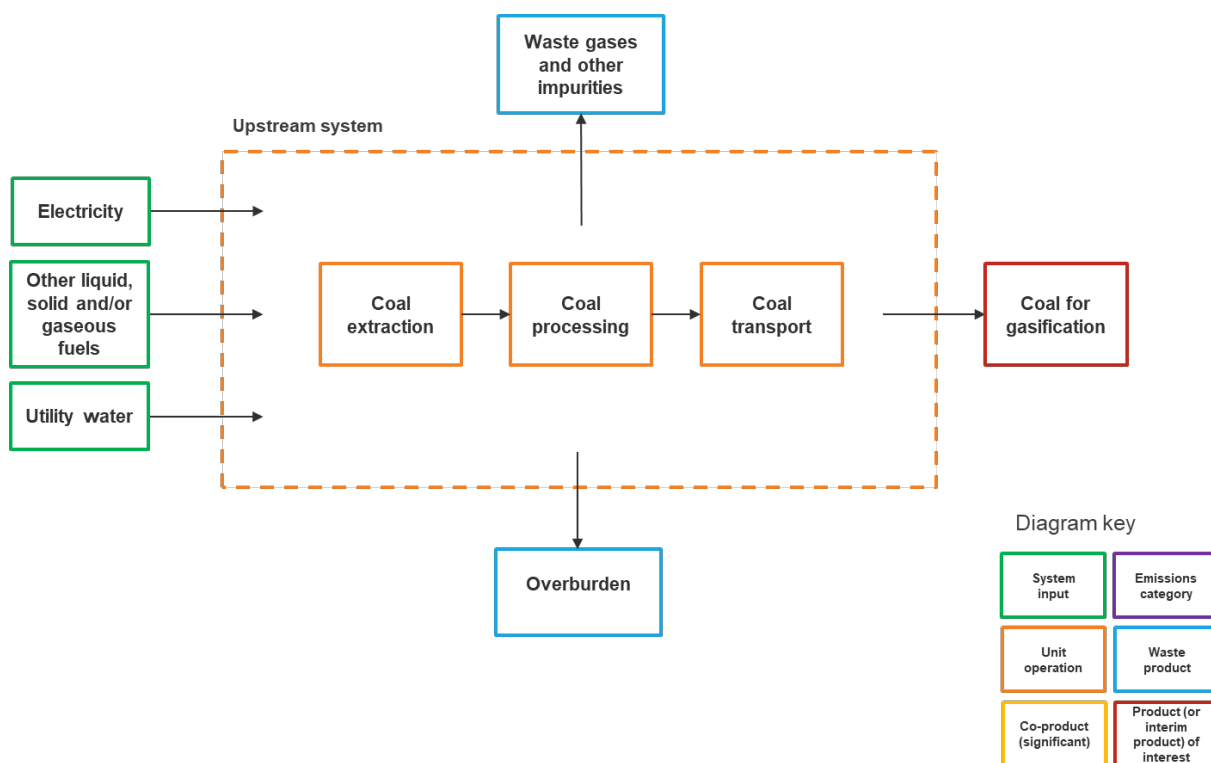 Waste gases
and other
impurities
Upstream system
Electricity
Other liquid,
solid and/or
gaseous
fuels
Utility water
Coal
extraction
Coal
processing
Coal
transport
Coal for
gasification
Overburden
Diagram key
System
input
Emissions
category
Unit
operation
Waste
product
Co-product
(significant)
Product (or
interim
product) of
interest